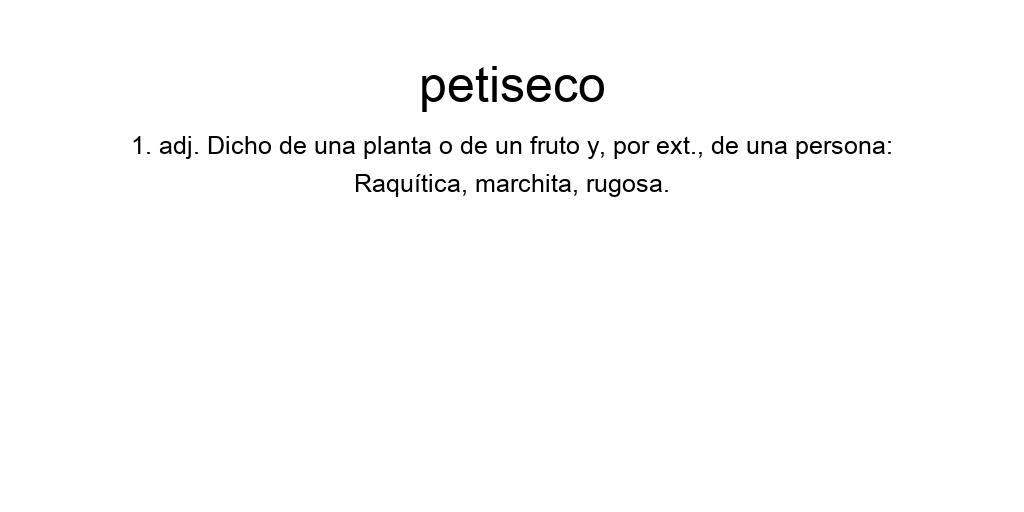 petiseco
1. adj. Dicho de una planta o de un fruto y, por ext., de una persona:
Raquítica, marchita, rugosa.